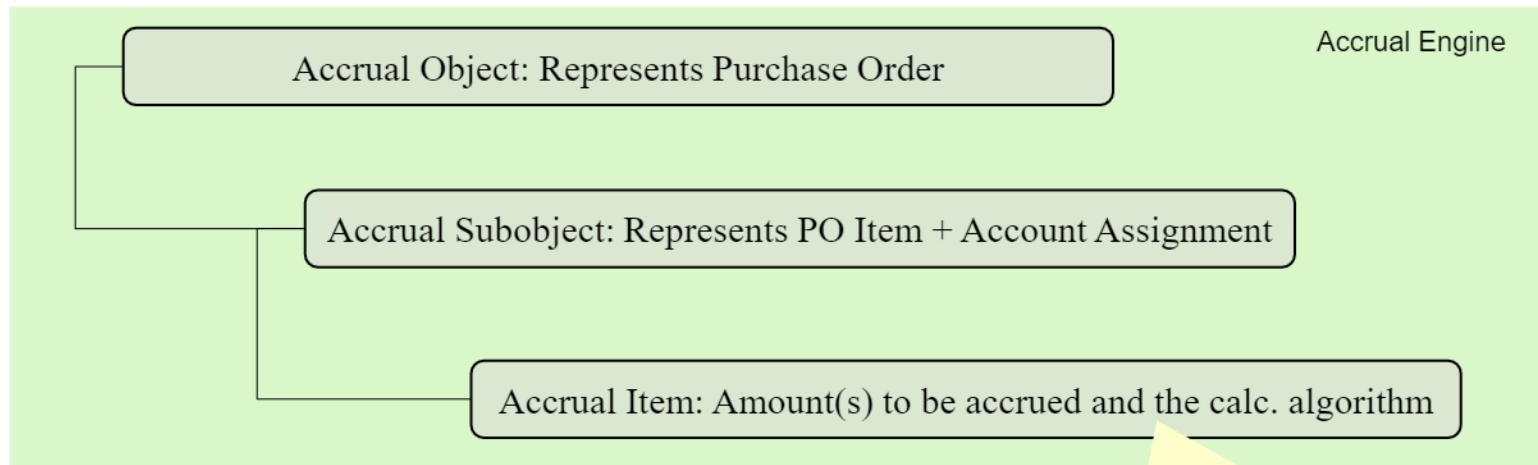 Accrual Engine
Accrual Object: Represents Purchase Order
Accrual Subobject: Represents PO Item + Account Assignment
Accrual Item: Amount(s) to be accrued and the calc. algorithm